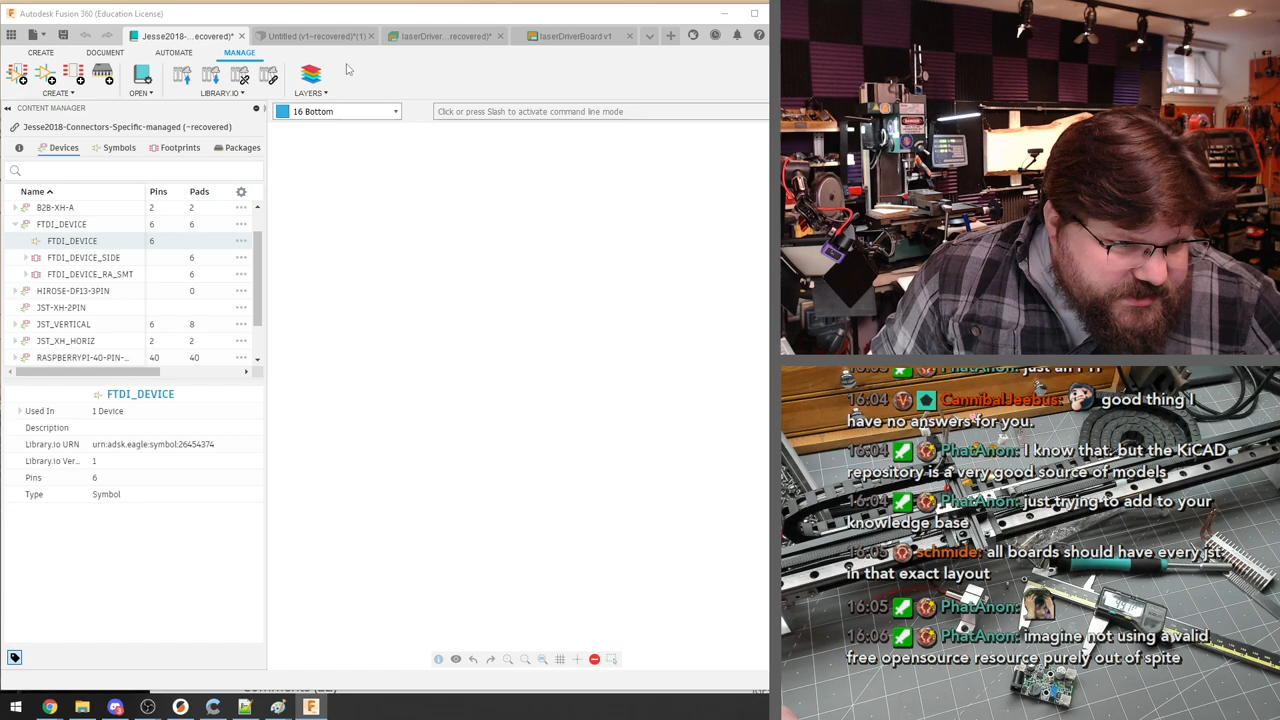 Autodesk Fusion 360 (Education License)
Jesse2018-...ecovered)*
Untitled (v1~recovered)*(1)
laserDriver...recovered)*
laserDriverBoard v1
CREATE
DOCUMENT
AUTOMATE
MANAGE
CREATE
OPEN
LIBRARY.IO
LAYERS
CONTENT MANAGER
16 Bottom
Click or press Slash to activate command line mode
Jesse2018-Connectors-Specific-managed (~recovered)
Devices
Symbols
Footprints
Packages
Name
Pins
Pads
B2B-XH-A 2 2
FTDI_DEVICE 6 6
FTDI_DEVICE 6
FTDI_DEVICE_SIDE 6
FTDI_DEVICE_RA_SMT 6
HIROSE-DF13-3PIN 0
JST-XH-2PIN
JST_VERTICAL 6 8
JST_XH_HORIZ 2 2
RASPBERRYPI-40-PIN-... 40 40
FTDI_DEVICE
Used In 1 Device
Description
Library.io URN urn:adsk.eagle:symbol:26454374
Library.io Ver... 1
Pins 6
Type Symbol
16:04 CannibalJeebus: good thing I
have no answers for you.
16:04 PhatAnon: I know that. but the KiCAD
repository is a very good source of models
16:04 PhatAnon: just trying to add to your
knowledge base
16:05 schmide: all boards should have every jst
in that exact layout
16:05 PhatAnon:
16:06 PhatAnon: imagine not using a valid
free opensource resource purely out of spite